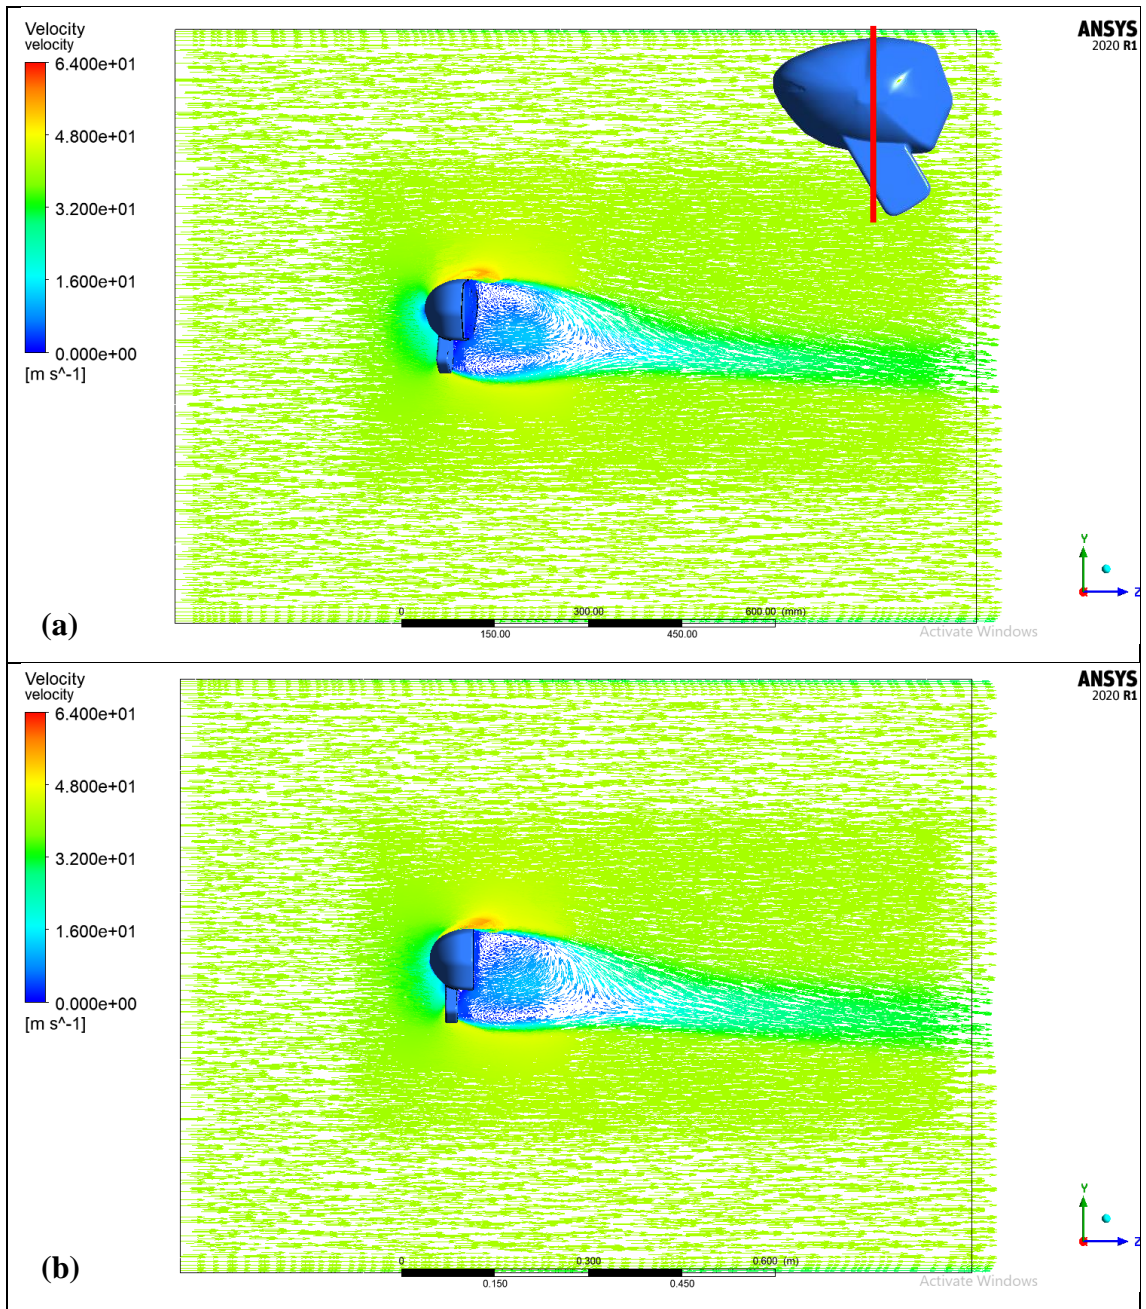 Velocity
velocity
6.400e+01
4.800e+01
3.200e+01
1.600e+01
0.000e+00
[m s^-1]
ANSYS
2020 R1
Y
Z
0 300.00 600.00 (mm)
150.00 450.00
Activate Windows
(a)
Velocity
velocity
6.400e+01
4.800e+01
3.200e+01
1.600e+01
0.000e+00
[m s^-1]
ANSYS
2020 R1
Y
Z
0 0.300 0.600 (m)
0.150 0.450
Activate Windows
(b)